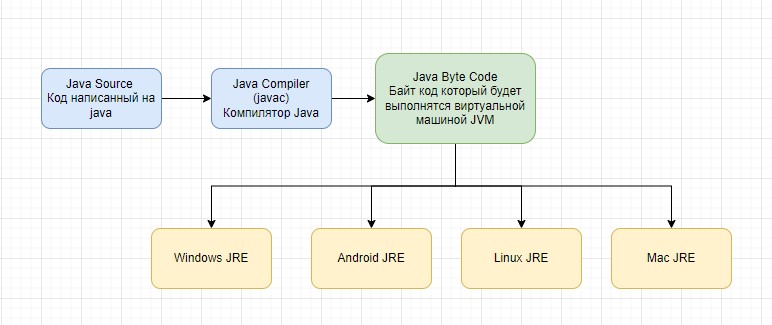 Java Source
Код написанный на
java
Java Compiler
(javac)
Компилятор Java
Java Byte Code
Байт код который будет
выполнятся виртуальной
машиной JVM
Windows JRE
Android JRE
Linux JRE
Mac JRE